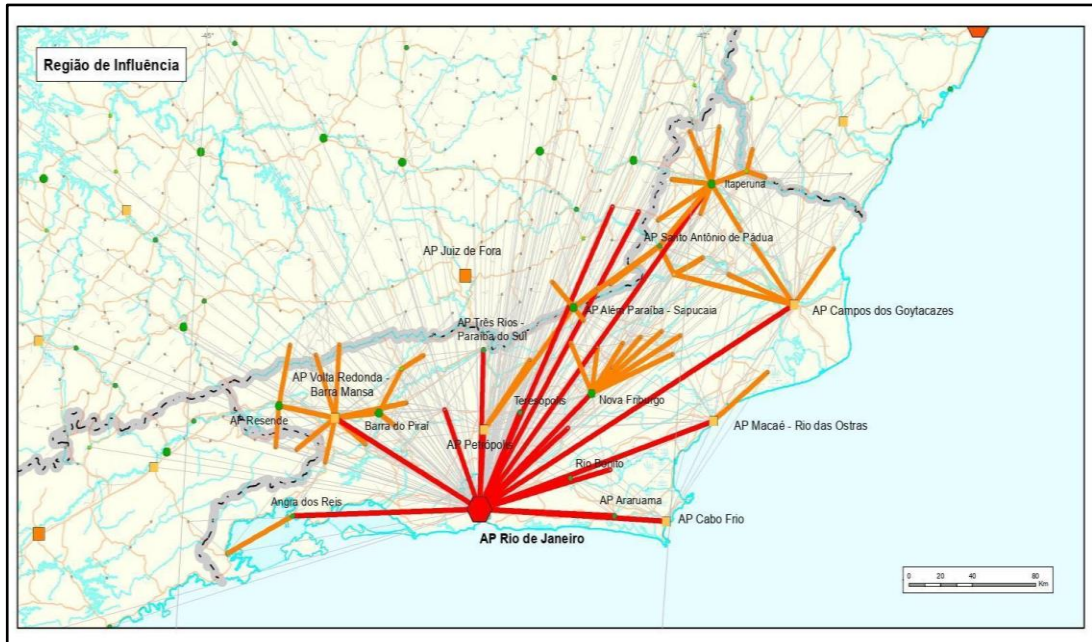 -45°
-42°
Região de Influência
Itaperuna
AP Santo Antônio de Pádua
AP Juiz de Fora
AP Além Paraíba - Sapucaia
AP Campos dos Goytacazes
AP Três Rios -
Paraíba do Sul
AP Volta Redonda -
Barra Mansa
Teresópolis
Nova Friburgo
AP Resende
Barra do Piraí
AP Macaé - Rio das Ostras
AP Petrópolis
Rio Bonito
Angra dos Reis
AP Araruama
AP Cabo Frio
AP Rio de Janeiro
0 20 40 80
Km